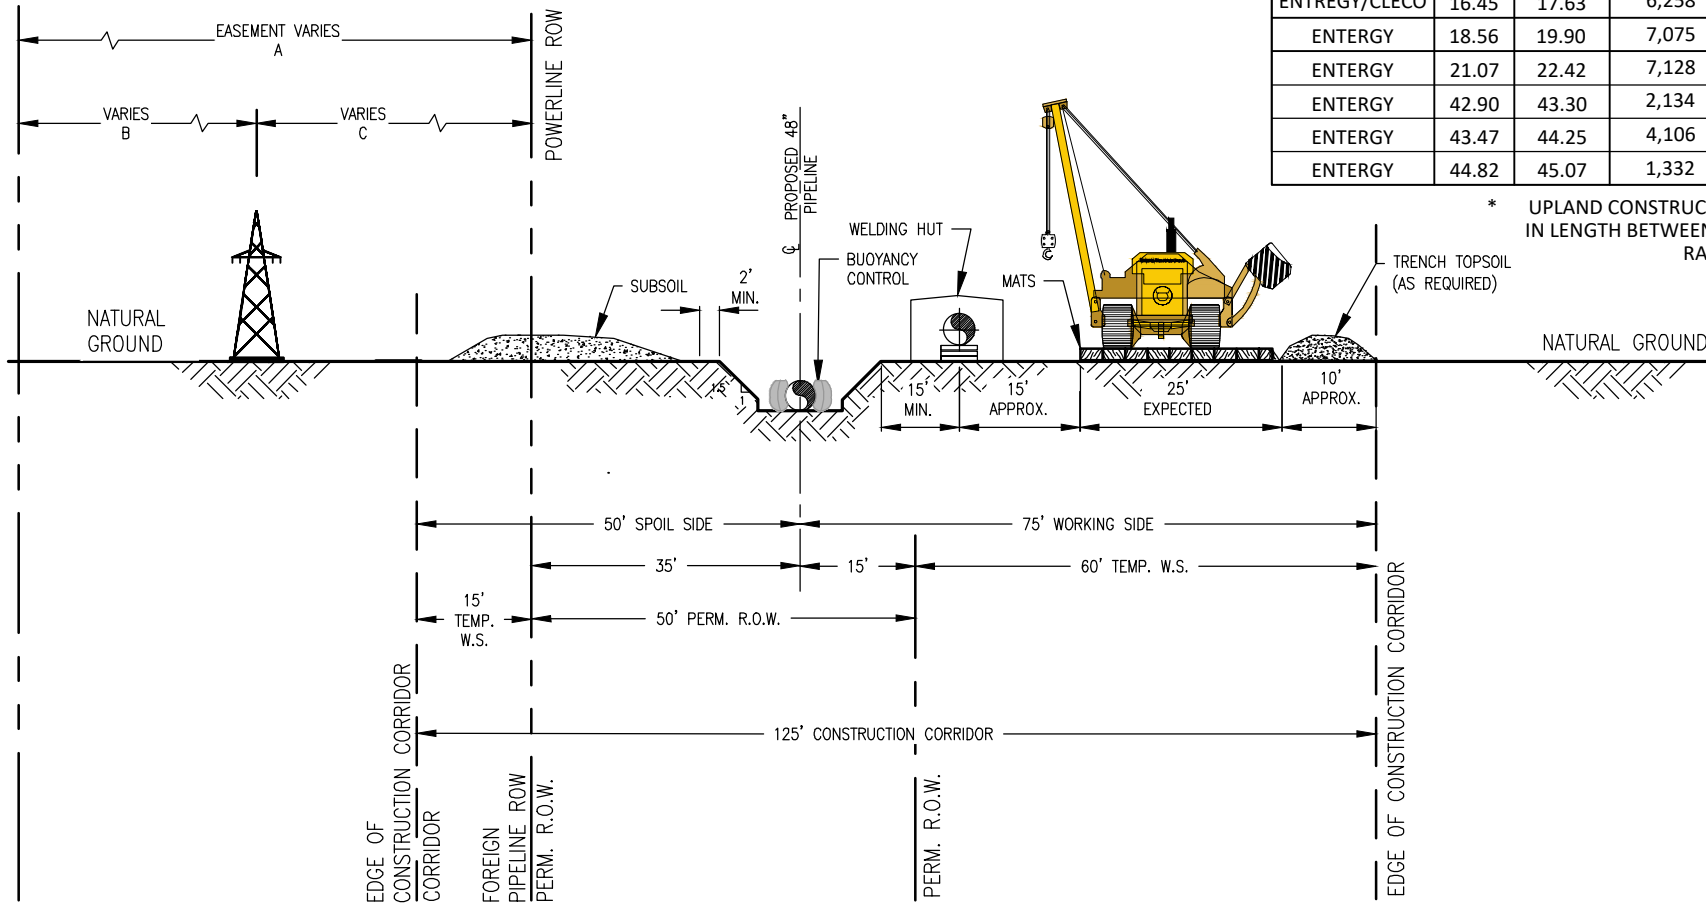 ENTREGY/CLECO 16.45 17.63 6,258
ENTERGY 18.56 19.90 7,075
ENTERGY 21.07 22.42 7,128
ENTERGY 42.90 43.30 2,134
ENTERGY 43.47 44.25 4,106
ENTERGY 44.82 45.07 1,332
* UPLAND CONSTRUC
IN LENGTH BETWEEN
RA
EASEMENT VARIES
A
VARIES
B
VARIES
C
POWERLINE ROW
℄ PROPOSED 48"
PIPELINE
WELDING HUT
BUOYANCY
CONTROL
MATS
TRENCH TOPSOIL
(AS REQUIRED)
SUBSOIL
2'
MIN.
NATURAL
GROUND
NATURAL GROUND
1.5
1
15'
MIN.
15'
APPROX.
25'
EXPECTED
10'
APPROX.
50' SPOIL SIDE
75' WORKING SIDE
35'
15'
60' TEMP. W.S.
15'
TEMP.
W.S.
50' PERM. R.O.W.
125' CONSTRUCTION CORRIDOR
EDGE OF
CONSTRUCTION CORRIDOR
CORRIDOR
FOREIGN
PIPELINE ROW
PERM. R.O.W.
PERM. R.O.W.
EDGE OF CONSTRUCTION CORRIDOR